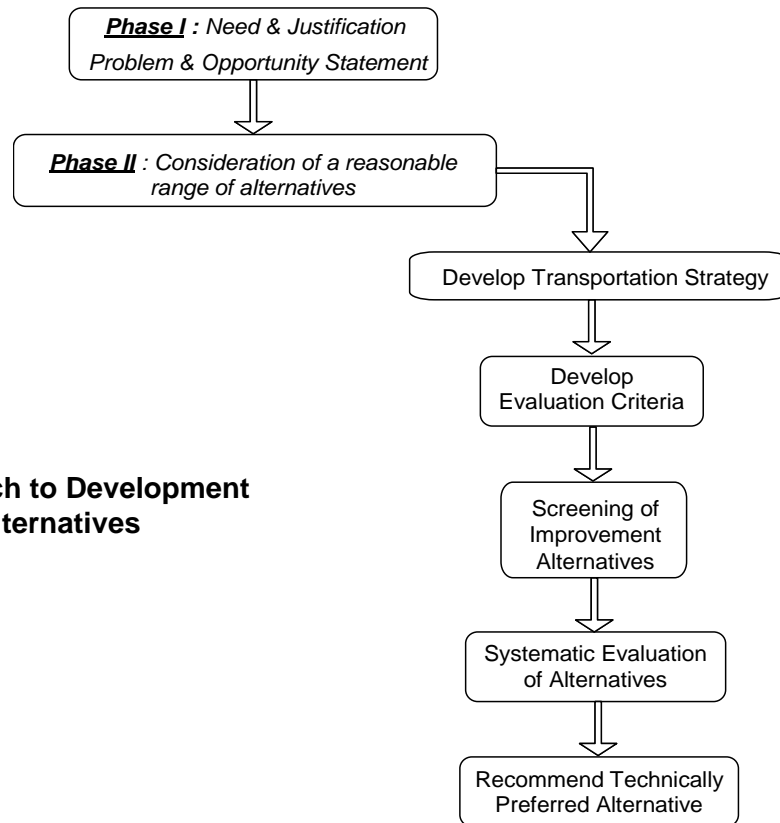 Phase I : Need & Justification
Problem & Opportunity Statement
Phase II : Consideration of a reasonable
range of alternatives
Develop Transportation Strategy
Develop
Evaluation Criteria
ch to Development
ternatives
Screening of
Improvement
Alternatives
Systematic Evaluation
of Alternatives
Recommend Technically
Preferred Alternative